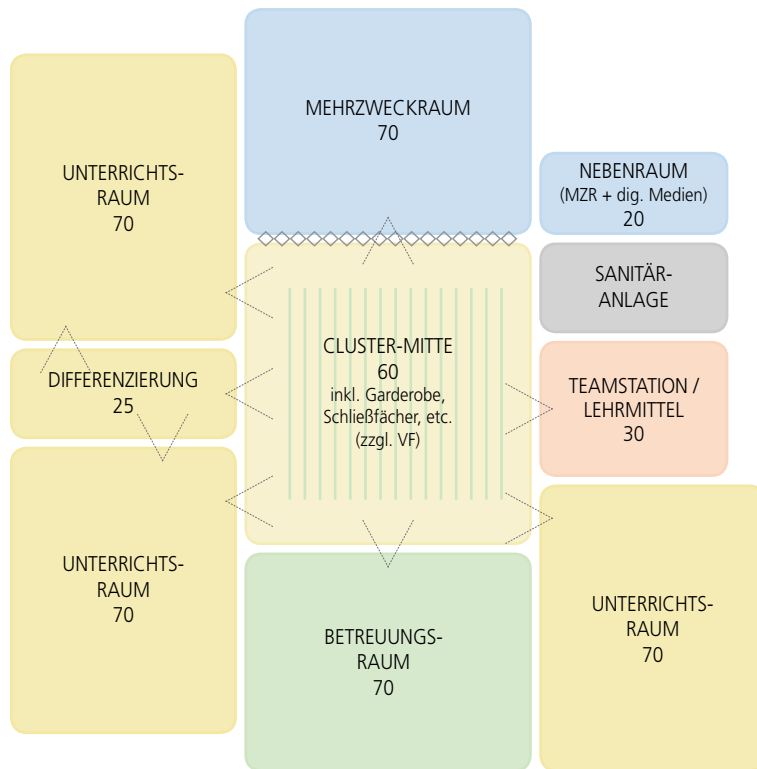 MEHRZWECKRAUM
70
UNTERRICHTS-
RAUM
70
NEBENRAUM
(MZR + dig. Medien)
20
SANITÄR-
ANLAGE
CLUSTER-MITTE
60
inkl. Garderobe,
Schließfächer, etc.
(zzgl. VF)
DIFFERENZIERUNG
25
TEAMSTATION /
LEHRMITTEL
30
UNTERRICHTS-
RAUM
70
UNTERRICHTS-
RAUM
70
BETREUUNGS-
RAUM
70